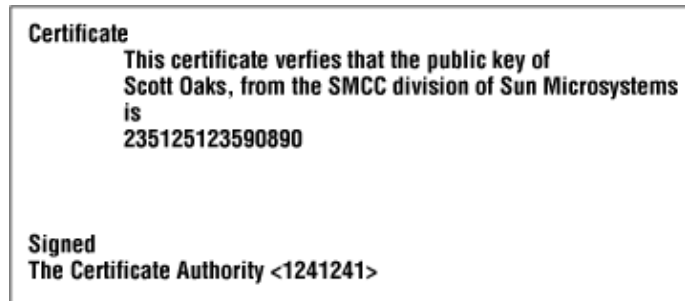 Certificate
This certificate verfies that the public key of
Scott Oaks, from the SMCC division of Sun Microsystems
is
235125123590890
Signed
The Certificate Authority <1241241>